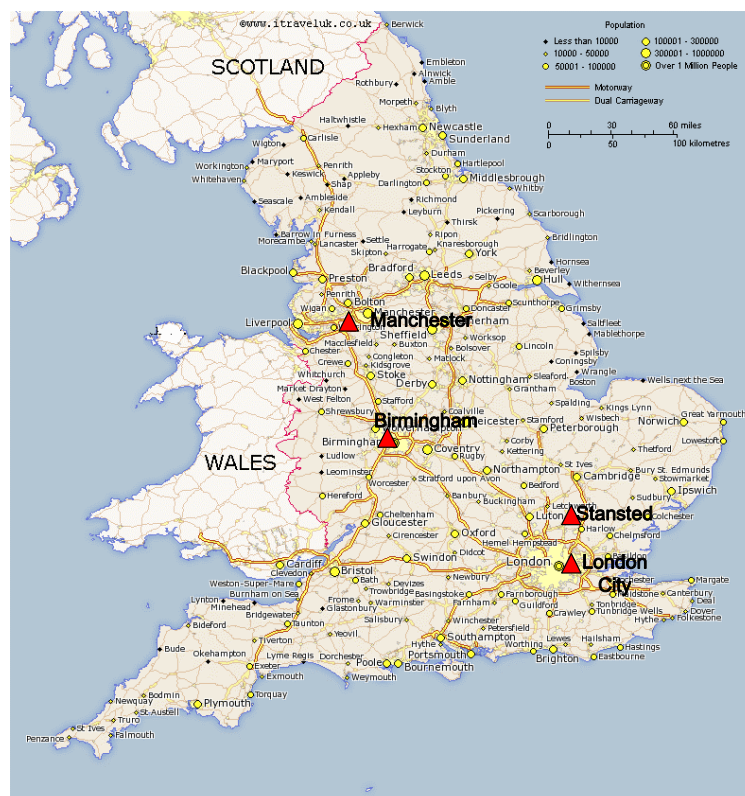 ©www.itraveluk.co.uk
Berwick
Population
Less than 10000
100001 - 300000
10000 - 50000
300001 - 1000000
50001 - 100000
Over 1 Million People
Motorway
Dual Carriageway
0 30 60 miles
0 50 100 kilometres
SCOTLAND
Embleton
Alnwick
Amble
Rothbury
Morpeth
Blyth
Haltwhistle
Hexham
Newcastle
Sunderland
Carlisle
Wigton
Durham
Maryport
Penrith
Hartlepool
Workington
Keswick
Appleby
Stockton
Middlesbrough
Whitehaven
Shap
Darlington
Whitby
Ambleside
Richmond
Seascale
Kendall
Leyburn
Pickering
Scarborough
Thirsk
Barrow in Furness
Settle
Ripon
Bridlington
Morecambe
Lancaster
Skipton
Harrogate
Knaresborough
York
Hornsea
Blackpool
Preston
Bradford
Leeds
Selby
Beverley
Hull
Withernsea
Goole
Penrith
Bolton
Wigan
Manchester
Doncaster
Scunthorpe
Grimsby
Liverpool
Manchester
Saltfleet
Mablethorpe
Sheffield
Macclesfield
Buxton
Worksop
Chester
Bolsover
Lincoln
Spilsby
Crewe
Congleton
Kidsgrove
Matlock
Coningsby
Wrangle
Whitchurch
Stoke
Sleaford
Boston
Wells next the Sea
Market Drayton
Derby
Nottingham
Grantham
West Felton
Stafford
Spalding
Kings Lynn
Shrewsbury
Coalville
Stamford
Wisbech
Norwich
Great Yarmouth
Birmingham
Peterborough
Lowestoft
Birmingham
Corby
Thetford
WALES
Ludlow
Coventry
Rugby
Kettering
Leominster
Northampton
St Ives
Bury St. Edmunds
Worcester
Stratford upon Avon
Cambridge
Stowmarket
Hereford
Banbury
Bedford
Sudbury
Ipswich
Buckingham
Cheltenham
Luton
Stansted
Colchester
Gloucester
Harlow
Cirencester
Oxford
Hemel Hempstead
Chelmsford
Swindon
Didcot
London
London
City
Cardiff
Clevedon
Bristol
Newbury
Margate
Weston-Super-Mare
Bath
Devizes
Basingstoke
Canterbury
Burnham on Sea
Trowbridge
Farnborough
Deal
Lynton
Minehead
Frome
Warminster
Farnham
Guildford
Tonbridge
Dover
Glastonbury
Tunbridge Wells
Folkestone
Bridgewater
Salisbury
Winchester
Crawley
Hythe
Bideford
Taunton
Petersfield
Tiverton
Yeovil
Southampton
Lewes
Hailsham
Bude
Okehampton
Lyme Regis
Dorchester
Hythe
Portsmouth
Worthing
Hastings
Exeter
Poole
Bournemouth
Brighton
Eastbourne
Exmouth
Weymouth
Bodmin
Torquay
Newquay
St Austell
Plymouth
Truro
St Ives
Falmouth
Penzance